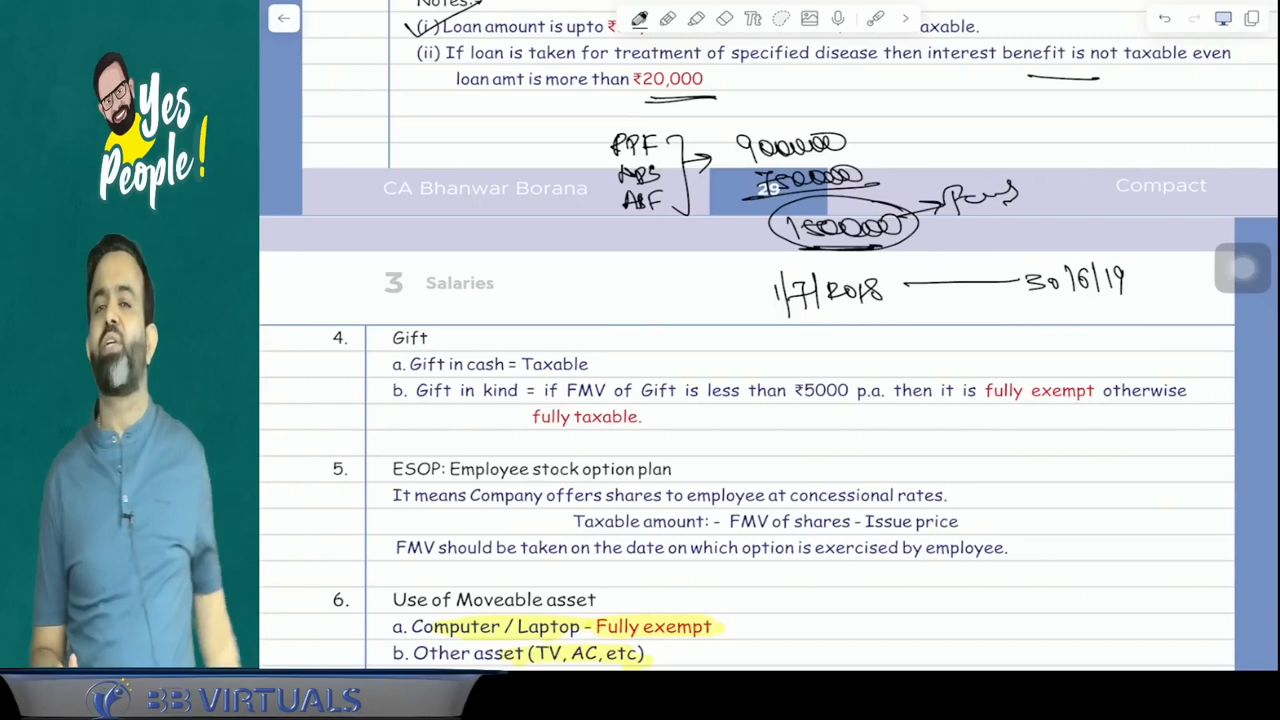 Notes:
(i) Loan amount is upto ₹ axable.
(ii) If loan is taken for treatment of specified disease then interest benefit is not taxable even
loan amt is more than ₹20,000
Yes
People!
PPF 900000
750000
CA Bhanwar Borana 29 Compact
1500000
3 Salaries
1/7/2018 30/6/19
4. Gift
a. Gift in cash = Taxable
b. Gift in kind = if FMV of Gift is less than ₹5000 p.a. then it is fully exempt otherwise
fully taxable.
5. ESOP: Employee stock option plan
It means Company offers shares to employee at concessional rates.
Taxable amount: - FMV of shares - Issue price
FMV should be taken on the date on which option is exercised by employee.
6. Use of Moveable asset
a. Computer / Laptop - Fully exempt
b. Other asset (TV, AC, etc)
BB VIRTUALS